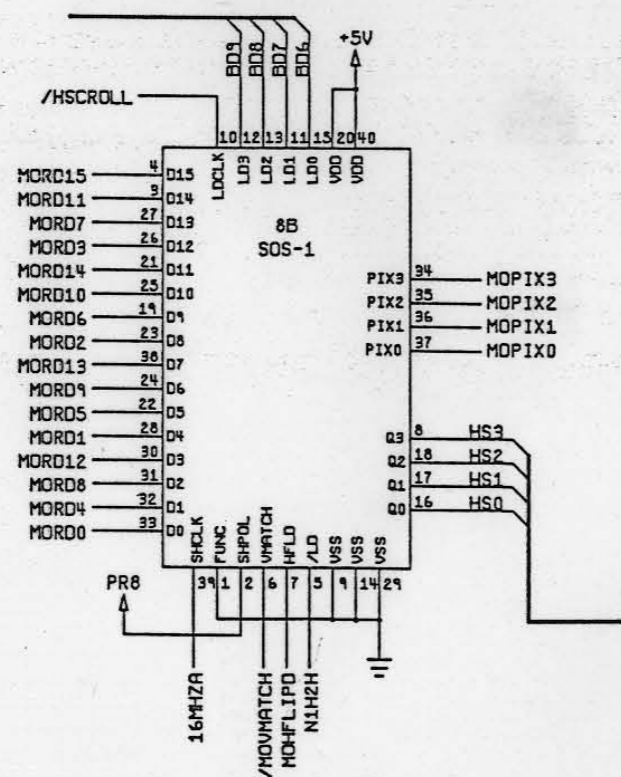 +5V
BD9 BD8 BD7 BD6
/HSCROLL
10 12 13 11 15 20 40
LDCLK LD3 LD2 LD1 LD0 VDD VDD
8B
SOS-1
MORD15 4 D15
MORD11 3 D14
MORD7 27 D13
MORD3 26 D12
MORD14 21 D11
MORD10 25 D10
MORD6 19 D9
MORD2 23 D8
MORD13 38 D7
MORD9 24 D6
MORD5 22 D5
MORD1 28 D4
MORD12 30 D3
MORD8 31 D2
MORD4 32 D1
MORD0 33 D0
PIX3 34 MOPIX3
PIX2 35 MOPIX2
PIX1 36 MOPIX1
PIX0 37 MOPIX0
Q3 8 HS3
Q2 18 HS2
Q1 17 HS1
Q0 16 HS0
SHCLK FUNC. SHPOL VMATCH HFLD /LD VSS VSS VSS
39 1 2 6 7 5 9 14 29
PR8
16MHZA
/MOVMATCH
MOHFLIPD
N1H2H